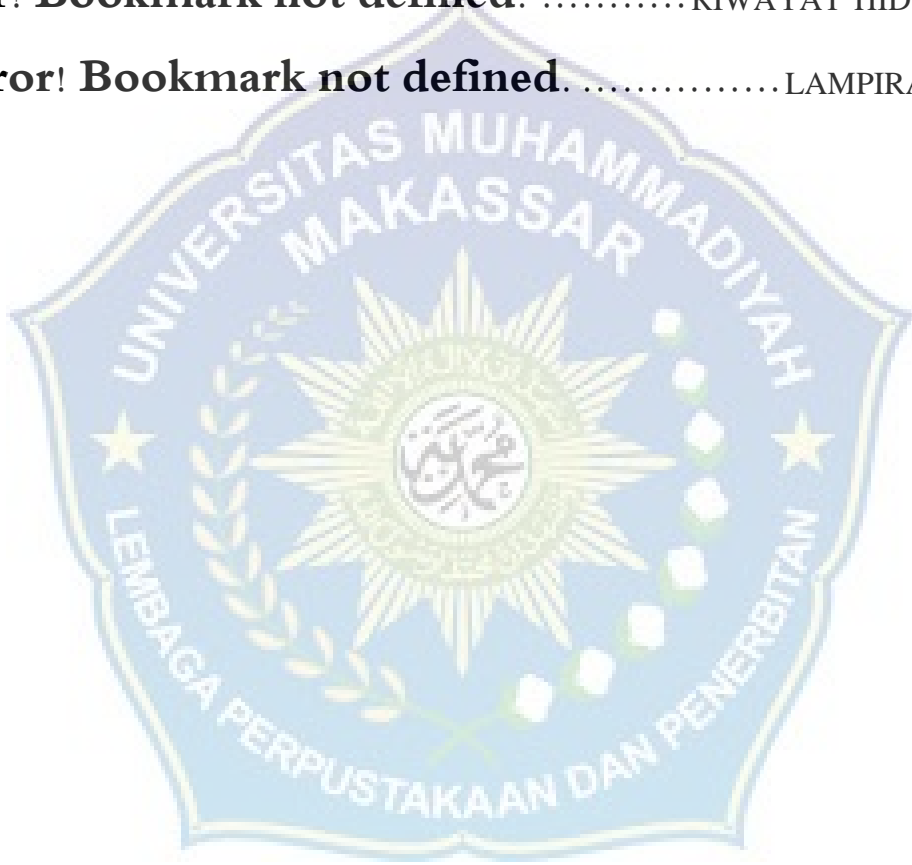 Bookmark not defined. ...........RIWAYAT HID
ror! Bookmark not defined. ...............LAMPIRA
UNIVERSITAS MUHAMMADIYAH
MAKASSAR
LEMBAGA PERPUSTAKAAN DAN PENERBITAN